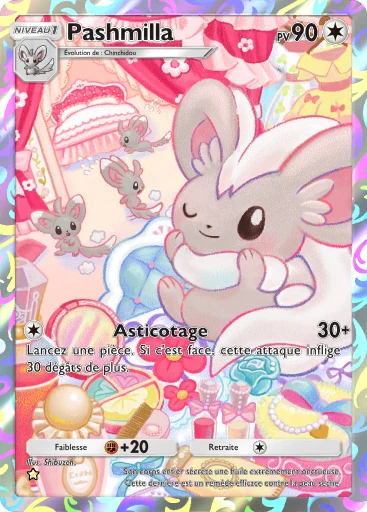 NIVEAU 1
Pashmilla
PV 90
Évolution de : Chinchidou
Asticotage 30+
Lancez une pièce. Si c'est face, cette attaque inflige
30 dégâts de plus.
Faiblesse +20 Retraite
Illus. Shibuzoh.
Son corps entier sécrète une huile extrêmement onctueuse.
Cette dernière est un remède efficace contre la peau sèche.